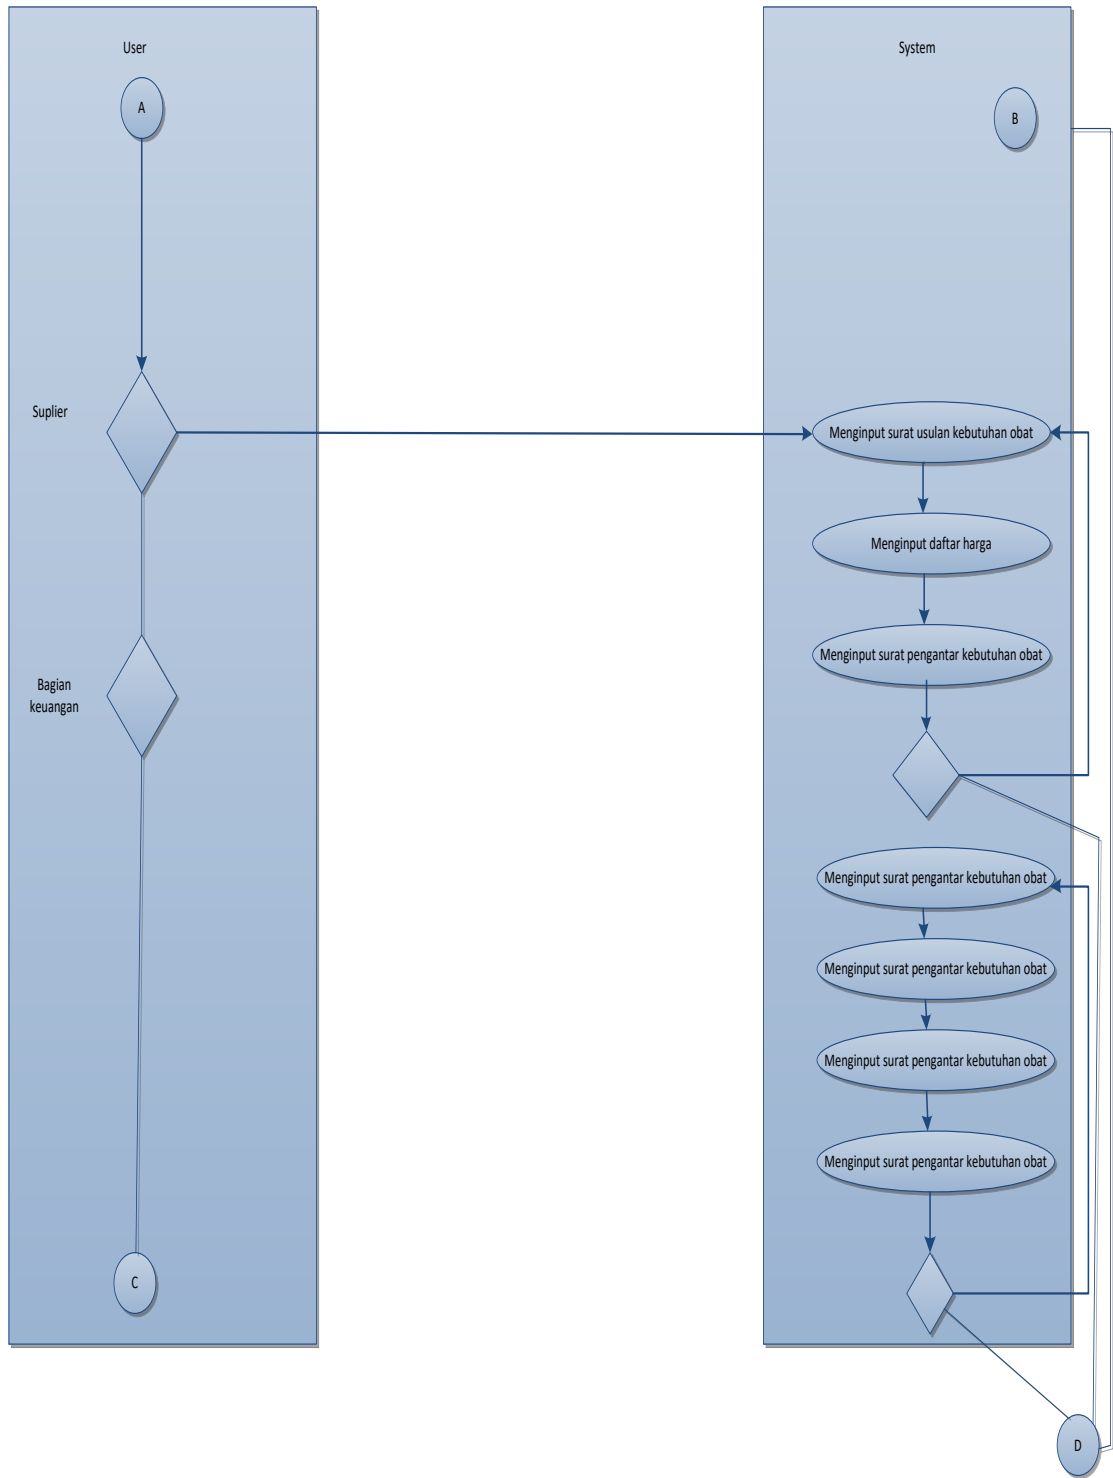 User
System
A
B
Suplier
Menginput surat usulan kebutuhan obat
Menginput daftar harga
Menginput surat pengantar kebutuhan obat
Bagian
keuangan
Menginput surat pengantar kebutuhan obat
Menginput surat pengantar kebutuhan obat
Menginput surat pengantar kebutuhan obat
Menginput surat pengantar kebutuhan obat
C
D